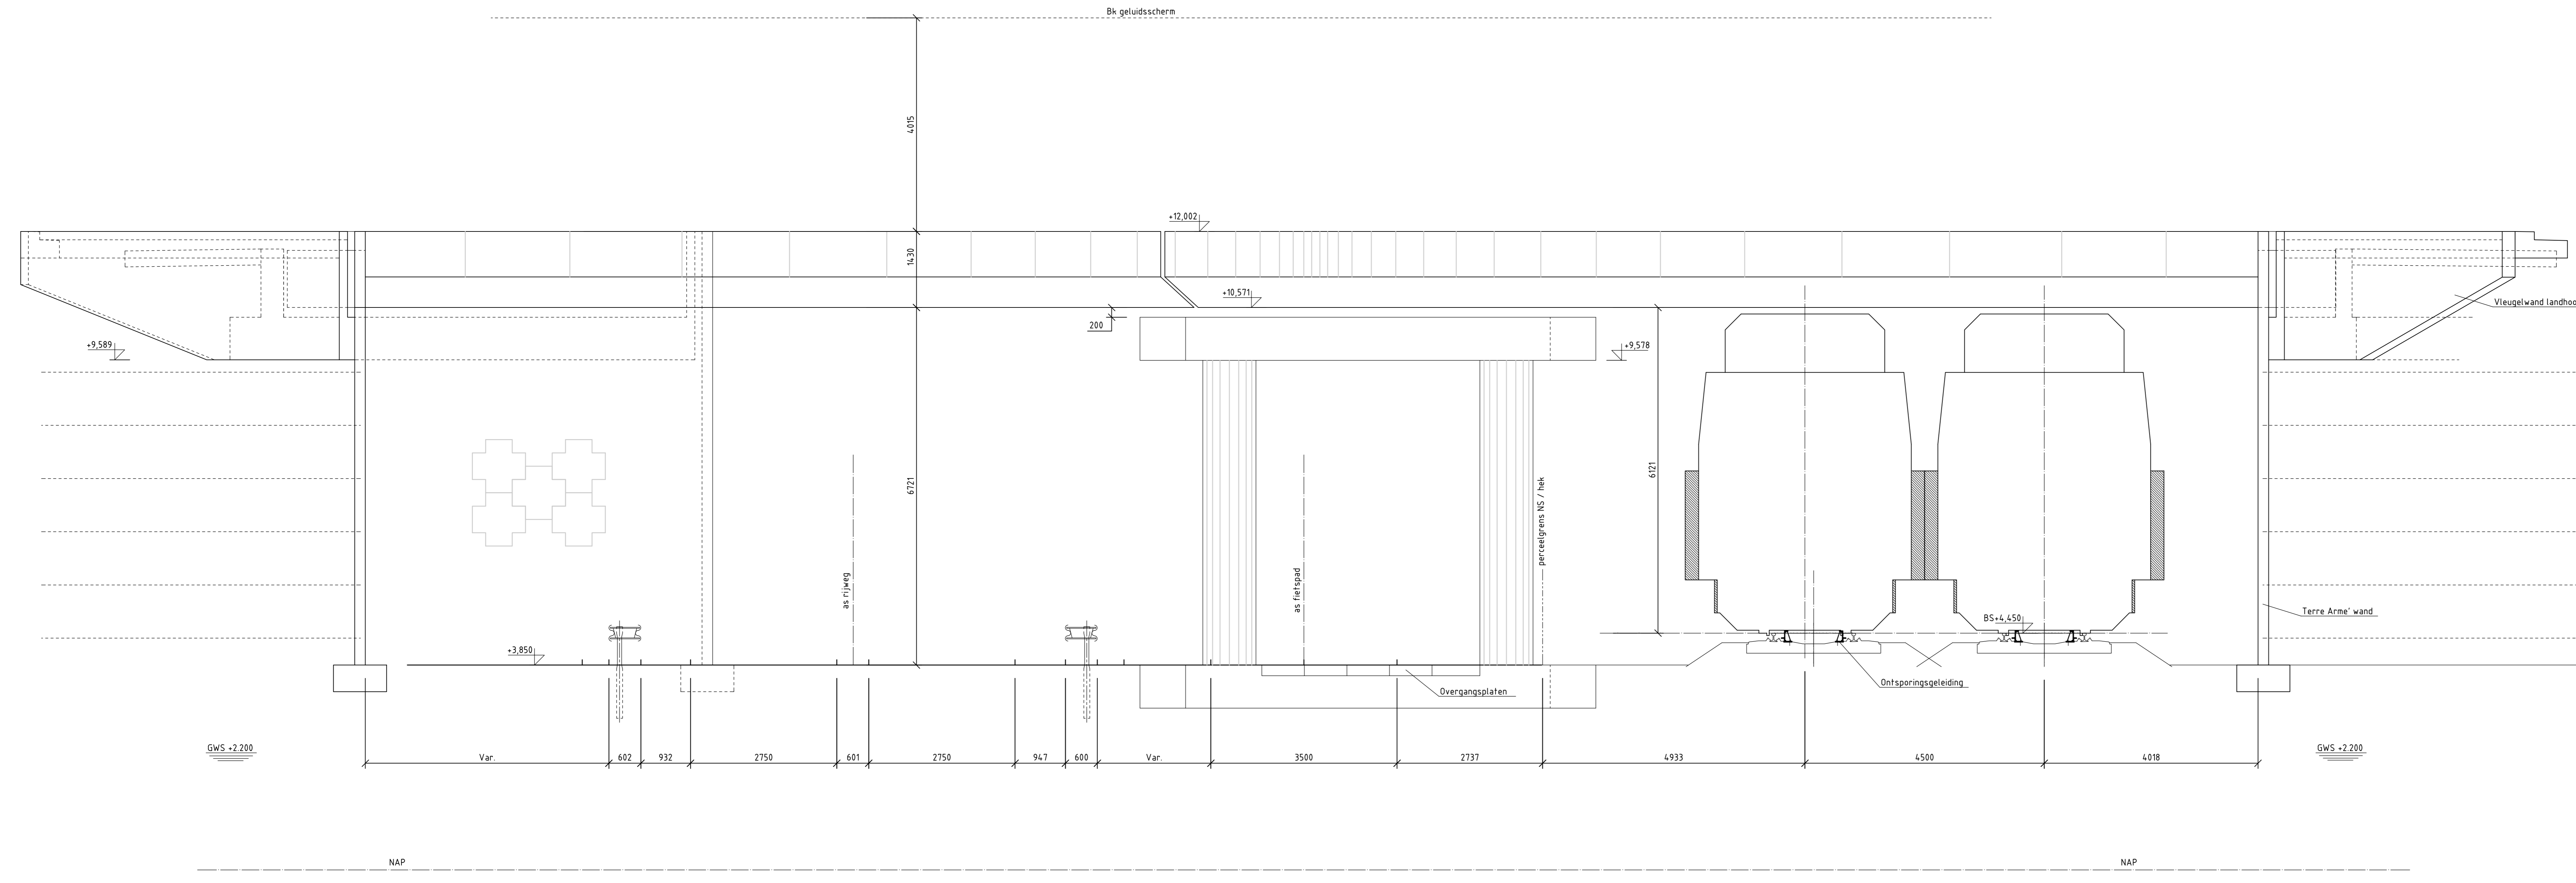 Bk geluidsscherm
4015
+12,002
1430
+10,571
200
Vleugelwand landhoo
+9,589
+9,578
6121
6721
perceelgrens NS / hek
as rijweg
as fietspad
Terre Arme' wand
BS+4,450
+3,850
Ontsporingsgeleiding
Overgangsplaten
GWS +2.200
GWS +2.200
Var. 602 932 2750 601 2750 947 600 Var. 3500 2737 4933 4500 4018
NAP
NAP